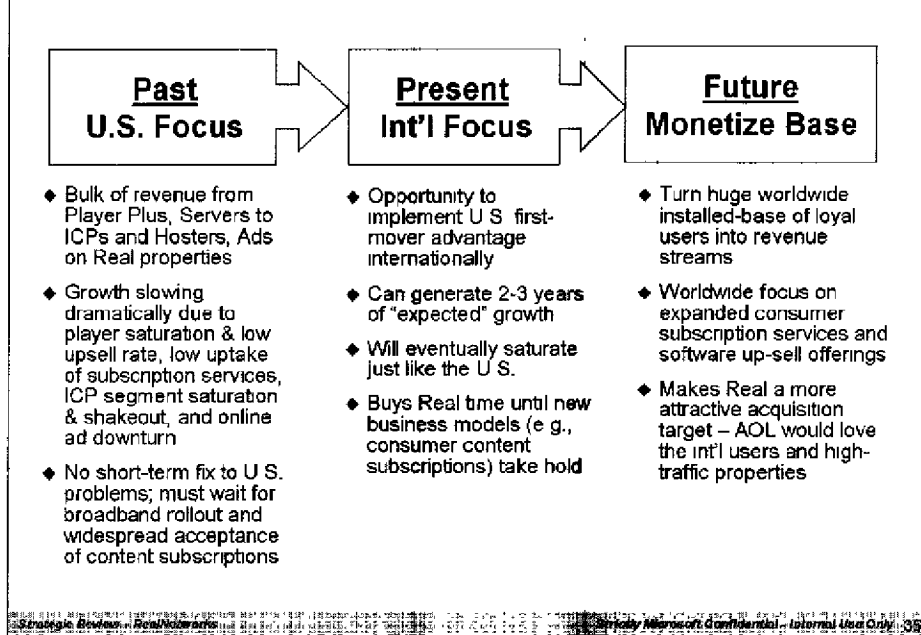 Past
U.S. Focus
Present
Int'l Focus
Future
Monetize Base
◆ Bulk of revenue from
Player Plus, Servers to
ICPs and Hosters, Ads
on Real properties
◆ Growth slowing
dramatically due to
player saturation & low
upsell rate, low uptake
of subscription services,
ICP segment saturation
& shakeout, and online
ad downturn
◆ No short-term fix to U S.
problems; must wait for
broadband rollout and
widespread acceptance
of content subscriptions
◆ Opportunity to
implement U S first-
mover advantage
internationally
◆ Can generate 2-3 years
of "expected" growth
◆ Will eventually saturate
just like the U S.
◆ Buys Real time until new
business models (e g.,
consumer content
subscriptions) take hold
◆ Turn huge worldwide
installed-base of loyal
users into revenue
streams
◆ Worldwide focus on
expanded consumer
subscription services and
software up-sell offerings
◆ Makes Real a more
attractive acquisition
target – AOL would love
the int'l users and high-
traffic properties
Strategic Review - RealNetworks
Strictly Microsoft Confidential - Internal Use Only 39